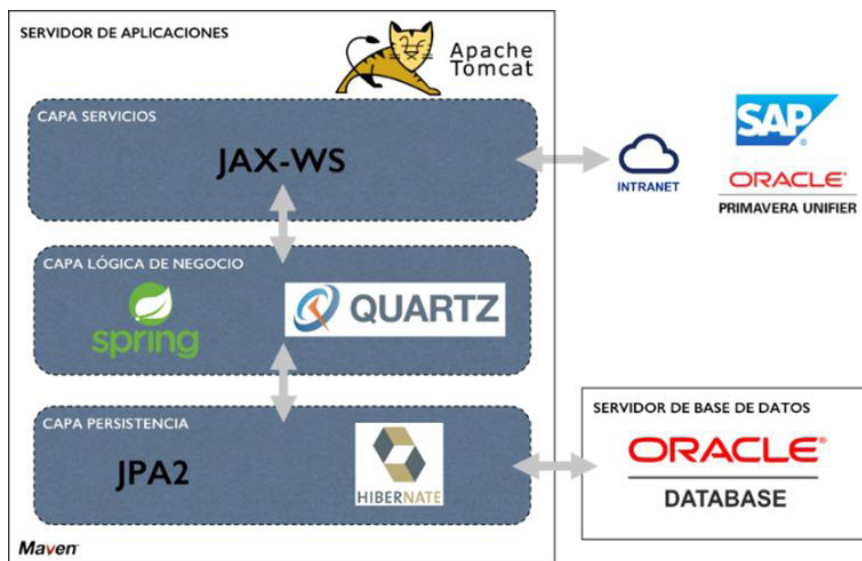 SERVIDOR DE APLICACIONES
Apache
Tomcat
CAPA SERVICIOS
JAX-WS
INTRANET
SAP®
ORACLE®
PRIMAVERA UNIFIER
CAPA LÓGICA DE NEGOCIO
spring
QUARTZ
CAPA PERSISTENCIA
JPA2
HIBERNATE
SERVIDOR DE BASE DE DATOS
ORACLE®
DATABASE
Maven™